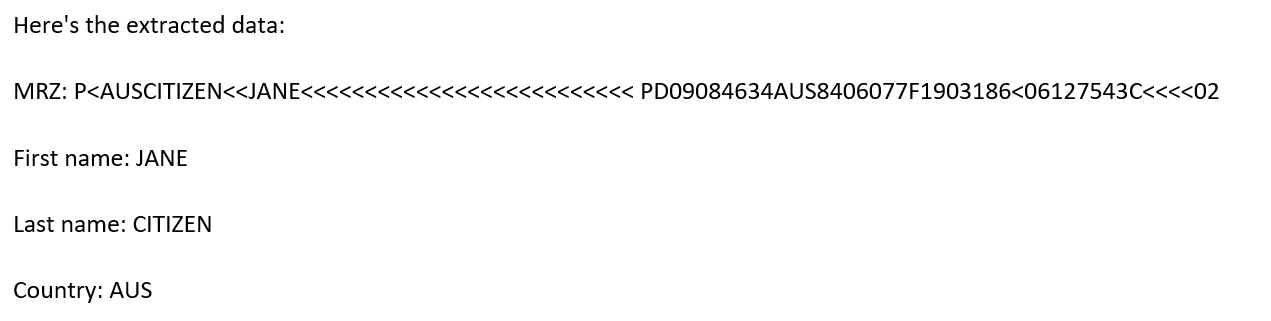 Here's the extracted data:
MRZ: P<AUSCITIZEN<<JANE<<<<<<<<<<<<<<<<<<<<<<<<<< PD09084634AUS8406077F1903186<06127543C<<<<02
First name: JANE
Last name: CITIZEN
Country: AUS